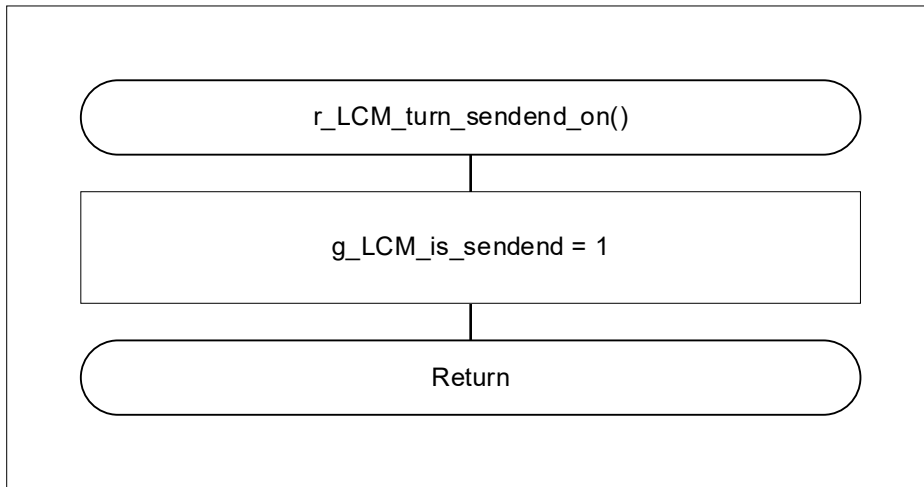 r_LCM_turn_sendend_on()
g_LCM_is_sendend = 1
Return